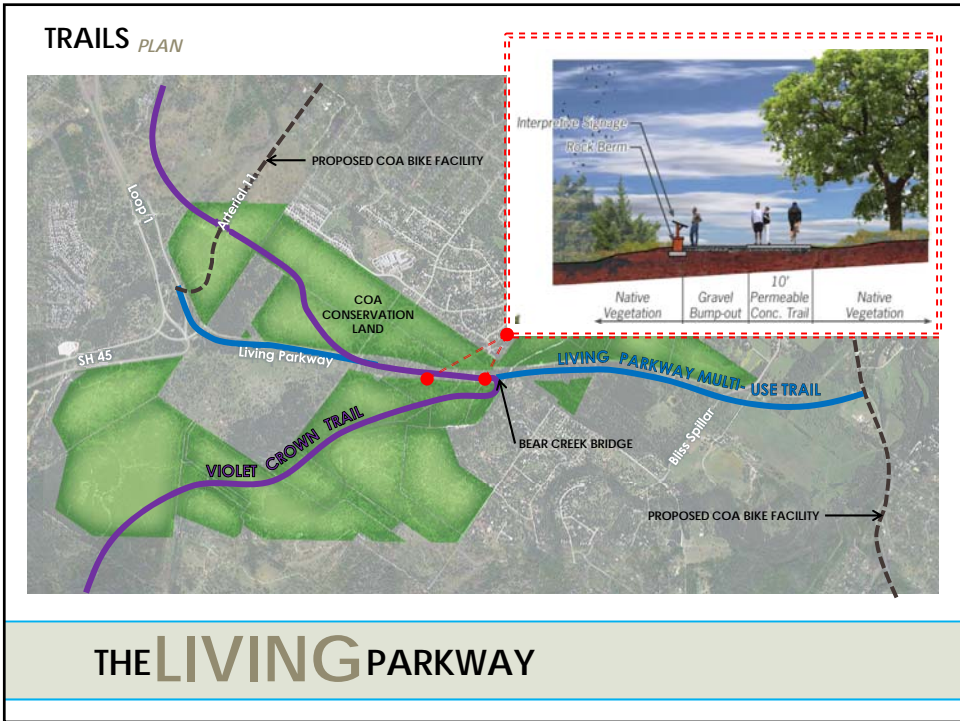 TRAILS PLAN
Interpretive Signage
Rock Berm
Native
Vegetation
Gravel
Bump-out
10'
Permeable
Conc. Trail
Native
Vegetation
PROPOSED COA BIKE FACILITY
Loop 1
Arterial 11
COA
CONSERVATION
LAND
SH 45
Living Parkway
LIVING PARKWAY MULTI- USE TRAIL
VIOLET CROWN TRAIL
BEAR CREEK BRIDGE
Bliss Spillar
PROPOSED COA BIKE FACILITY
THE LIVING PARKWAY